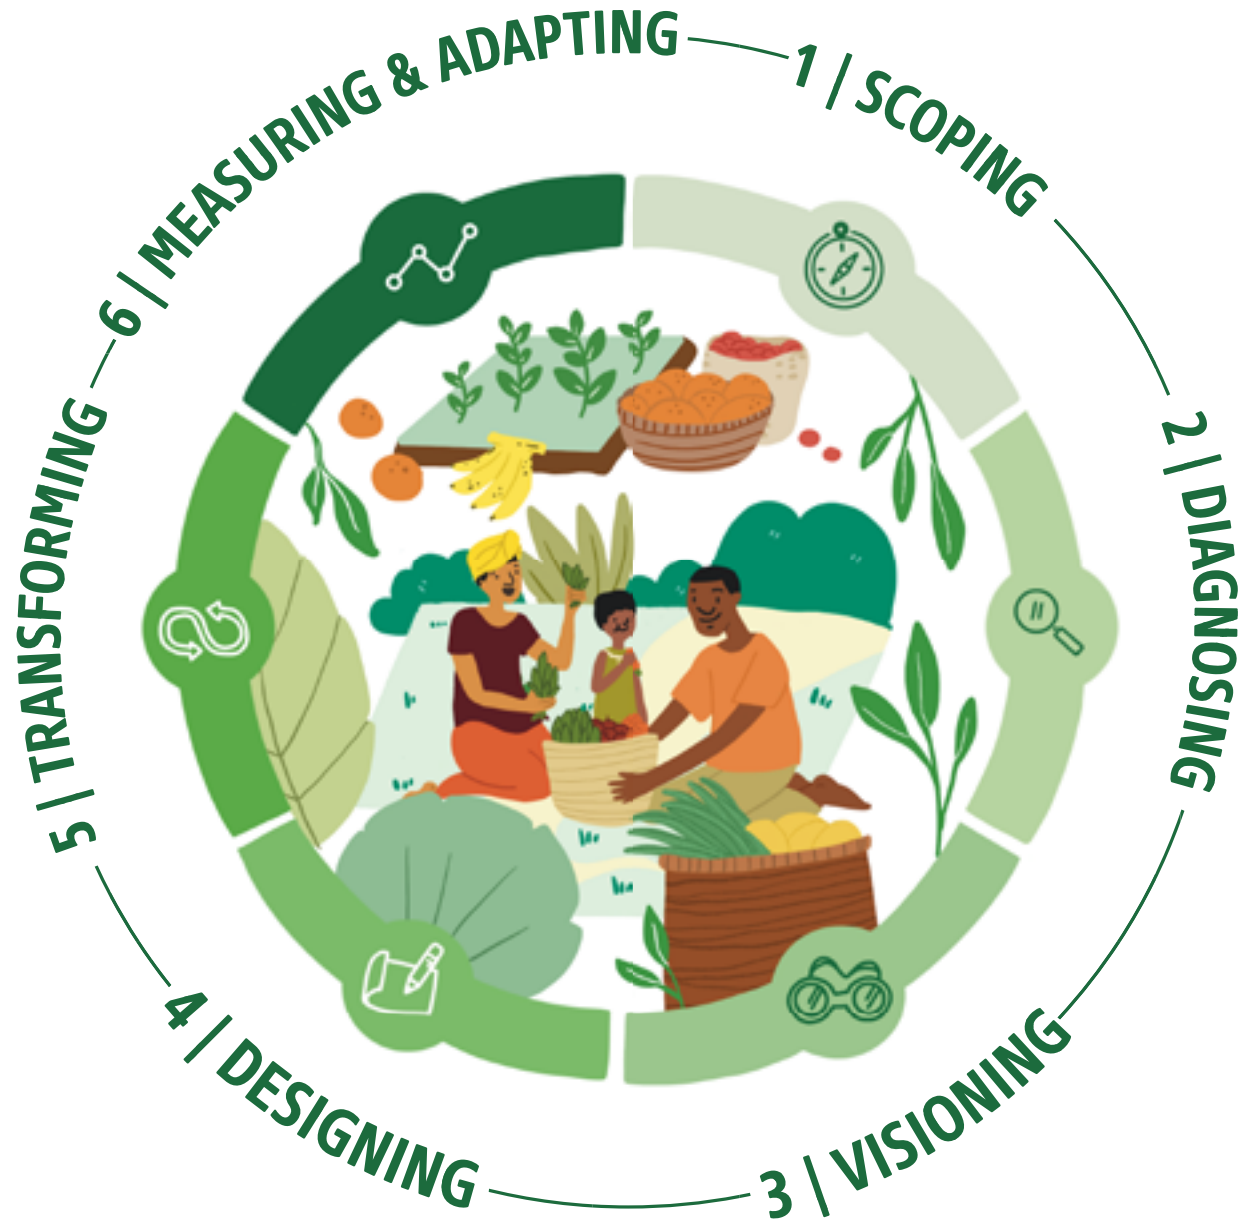 1 | SCOPING
2 | DIAGNOSING
3 | VISIONING
4 | DESIGNING
5 | TRANSFORMING
6 | MEASURING & ADAPTING